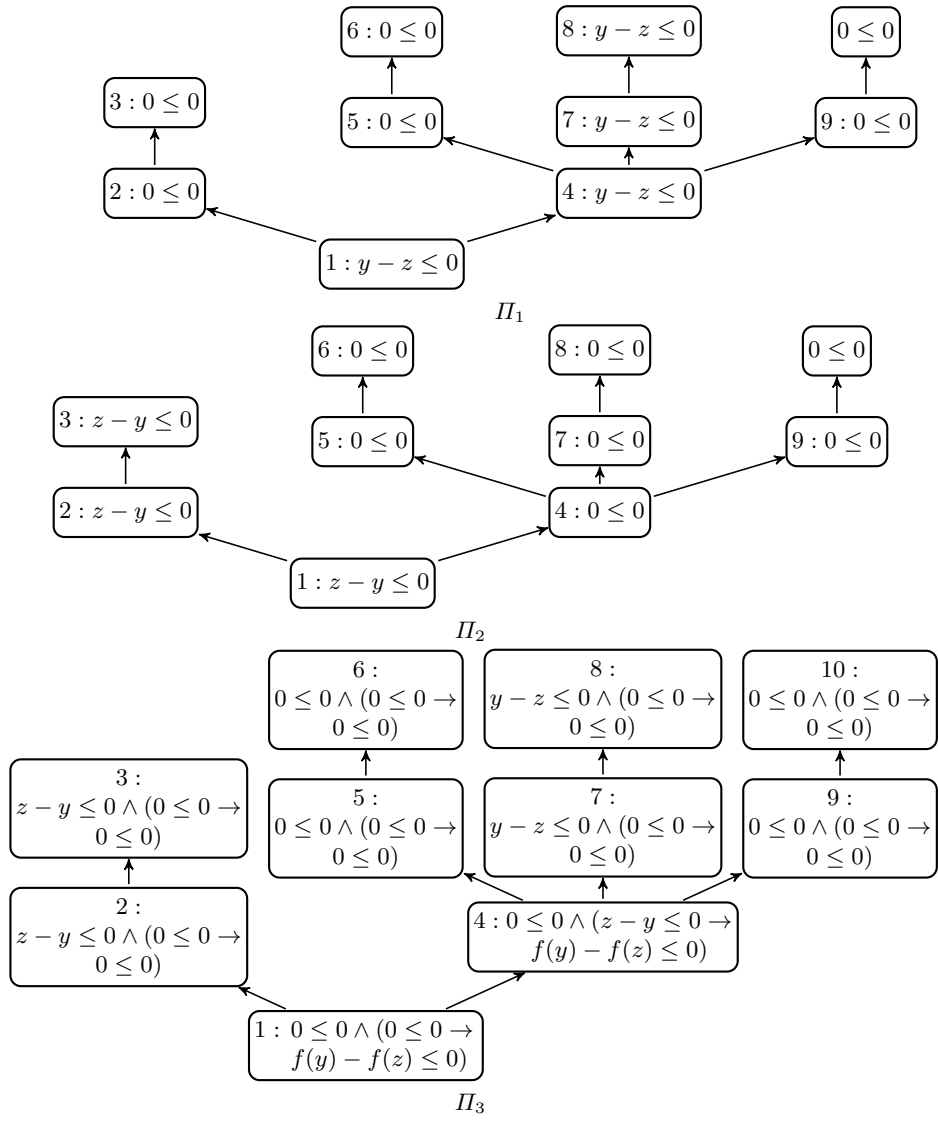 6 : 0 ≤ 0
8 : y − z ≤ 0
0 ≤ 0
3 : 0 ≤ 0
5 : 0 ≤ 0
7 : y − z ≤ 0
9 : 0 ≤ 0
2 : 0 ≤ 0
4 : y − z ≤ 0
1 : y − z ≤ 0
Π₁
6 : 0 ≤ 0
8 : 0 ≤ 0
0 ≤ 0
3 : z − y ≤ 0
5 : 0 ≤ 0
7 : 0 ≤ 0
9 : 0 ≤ 0
2 : z − y ≤ 0
4 : 0 ≤ 0
1 : z − y ≤ 0
Π₂
6 :
0 ≤ 0 ∧ (0 ≤ 0 →
0 ≤ 0)
8 :
y − z ≤ 0 ∧ (0 ≤ 0 →
0 ≤ 0)
10 :
0 ≤ 0 ∧ (0 ≤ 0 →
0 ≤ 0)
3 :
z − y ≤ 0 ∧ (0 ≤ 0 →
0 ≤ 0)
5 :
0 ≤ 0 ∧ (0 ≤ 0 →
0 ≤ 0)
7 :
y − z ≤ 0 ∧ (0 ≤ 0 →
0 ≤ 0)
9 :
0 ≤ 0 ∧ (0 ≤ 0 →
0 ≤ 0)
2 :
z − y ≤ 0 ∧ (0 ≤ 0 →
0 ≤ 0)
4 : 0 ≤ 0 ∧ (z − y ≤ 0 →
f(y) − f(z) ≤ 0)
1 : 0 ≤ 0 ∧ (0 ≤ 0 →
f(y) − f(z) ≤ 0)
Π₃